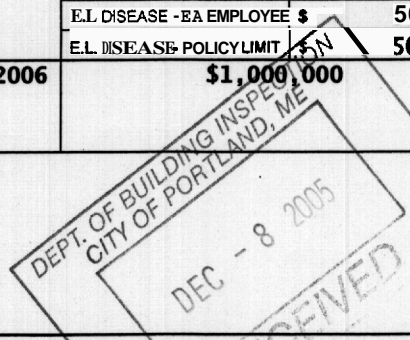 E.L DISEASE - EA EMPLOYEE $
E.L. DISEASE - POLICY LIMIT $
2006 $1,000,000
DEPT. OF BUILDING INSPECTION
CITY OF PORTLAND, ME
DEC - 8 2005